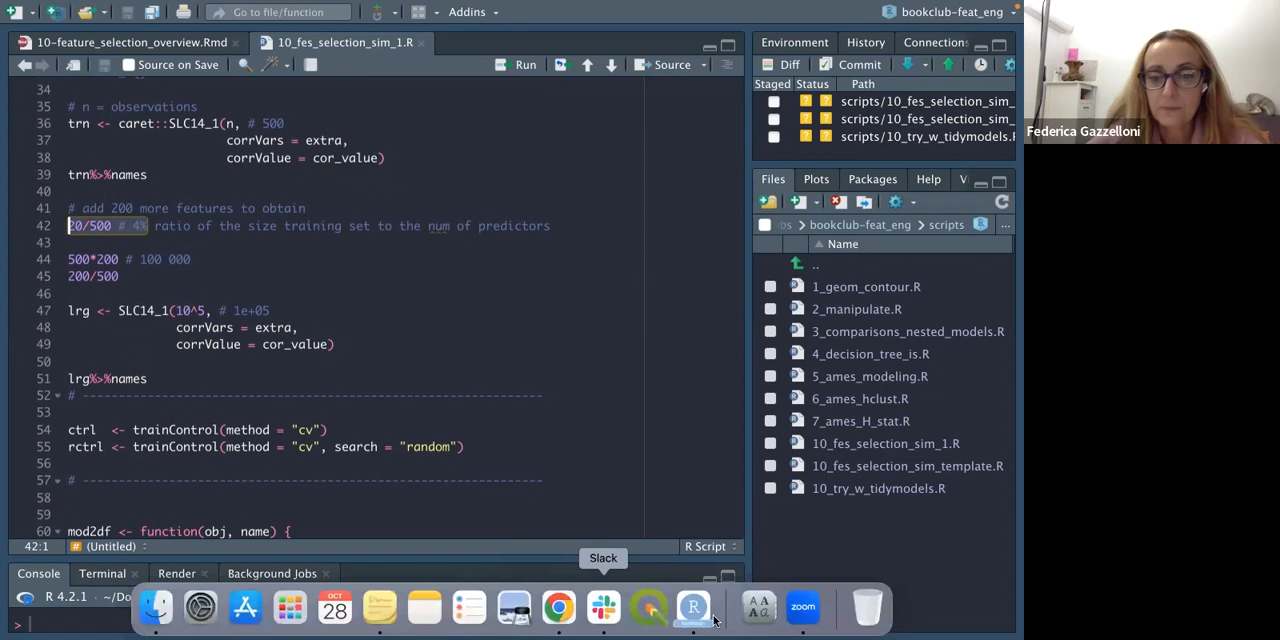 Go to file/function
Addins
bookclub-feat_eng
10-feature_selection_overview.Rmd
10_fes_selection_sim_1.R
Source on Save
Run
Source
34
35 # n = observations
36 trn <- caret::SLC14_1(n, # 500
37 corrVars = extra,
38 corrValue = cor_value)
39 trn%>%names
40
41 # add 200 more features to obtain
42 20/500 # 4% ratio of the size training set to the num of predictors
43
44 500*200 # 100 000
45 200/500
46
47 lrg <- SLC14_1(10^5, # 1e+05
48 corrVars = extra,
49 corrValue = cor_value)
50
51 lrg%>%names
52 # ----------------------------------------------------------------------
53
54 ctrl <- trainControl(method = "cv")
55 rctrl <- trainControl(method = "cv", search = "random")
56
57 # ----------------------------------------------------------------------
58
59
60 mod2df <- function(obj, name) {
42:1
(Untitled)
R Script
Slack
Console
Terminal
Render
Background Jobs
R 4.2.1
~/Do
>
OCT
28
zoom
Environment
History
Connection
Diff
Commit
Staged
Status
Path
scripts/10_fes_selection_sim_
scripts/10_fes_selection_sim_
scripts/10_try_w_tidymodels.R
Files
Plots
Packages
Help
bookclub-feat_eng
scripts
...
Name
..
1_geom_contour.R
2_manipulate.R
3_comparisons_nested_models.R
4_decision_tree_is.R
5_ames_modeling.R
6_ames_hclust.R
7_ames_H_stat.R
10_fes_selection_sim_1.R
10_fes_selection_sim_template.R
10_try_w_tidymodels.R
Federica Gazzelloni